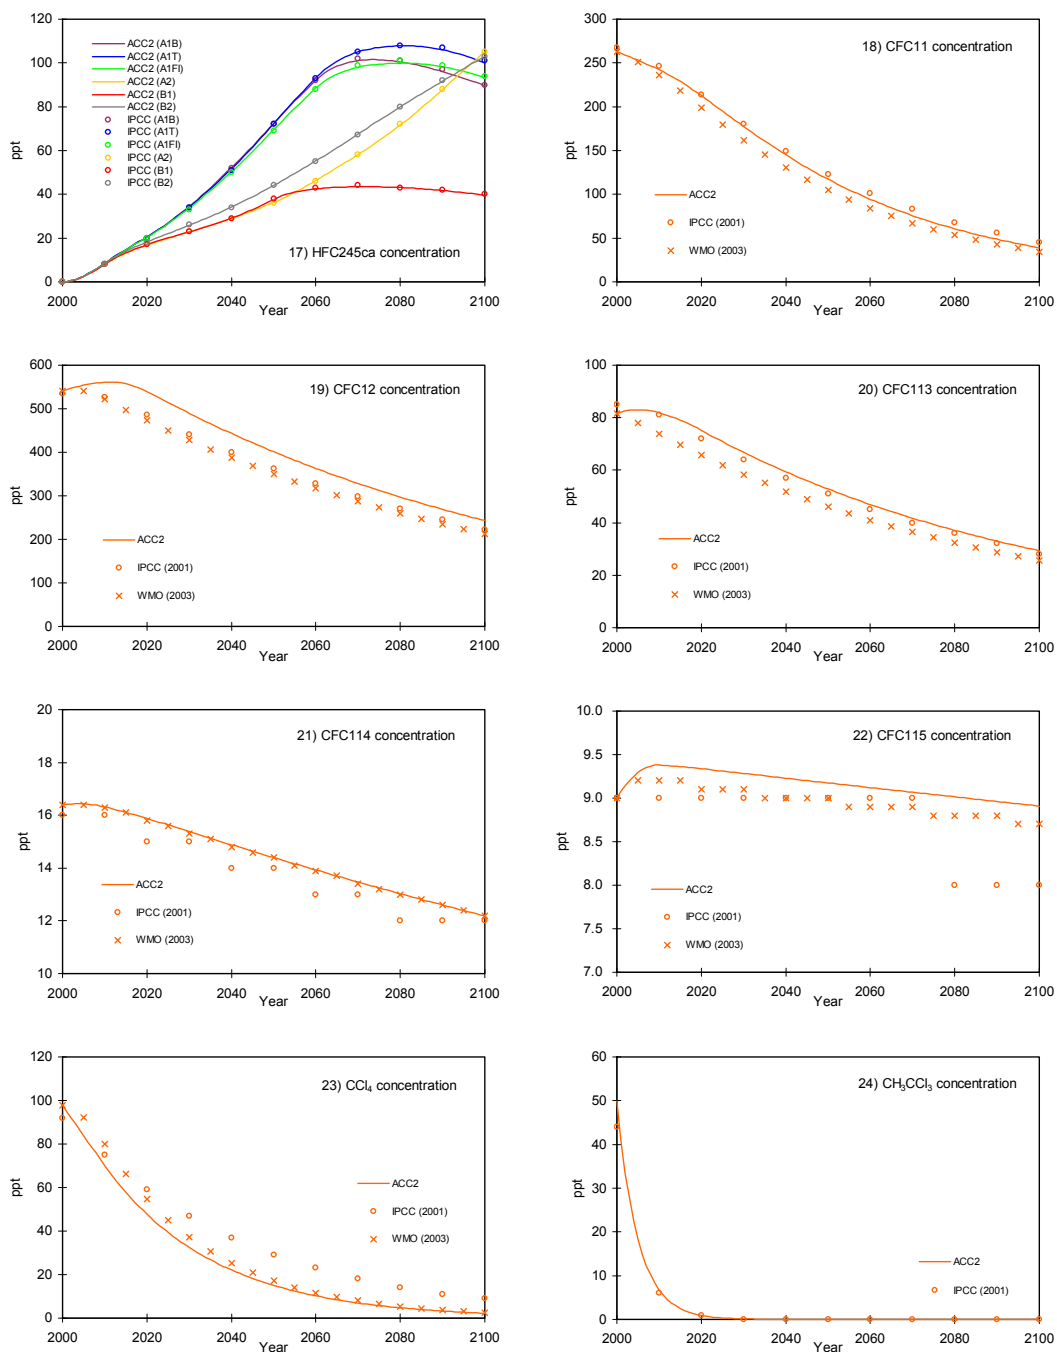 120
100
80
60
40
20
0
ppt
ACC2 (A1B)
ACC2 (A1T)
ACC2 (A1FI)
ACC2 (A2)
ACC2 (B1)
ACC2 (B2)
IPCC (A1B)
IPCC (A1T)
IPCC (A1FI)
IPCC (A2)
IPCC (B1)
IPCC (B2)
17) HFC245ca concentration
2000 2020 2040 2060 2080 2100
Year
300
250
200
150
100
50
0
ppt
18) CFC11 concentration
ACC2
IPCC (2001)
WMO (2003)
2000 2020 2040 2060 2080 2100
Year
600
500
400
300
200
100
0
ppt
19) CFC12 concentration
ACC2
IPCC (2001)
WMO (2003)
2000 2020 2040 2060 2080 2100
Year
100
80
60
40
20
0
ppt
20) CFC113 concentration
ACC2
IPCC (2001)
WMO (2003)
2000 2020 2040 2060 2080 2100
Year
20
18
16
14
12
10
ppt
21) CFC114 concentration
ACC2
IPCC (2001)
WMO (2003)
2000 2020 2040 2060 2080 2100
Year
10.0
9.5
9.0
8.5
8.0
7.5
7.0
ppt
22) CFC115 concentration
ACC2
IPCC (2001)
WMO (2003)
2000 2020 2040 2060 2080 2100
Year
120
100
80
60
40
20
0
ppt
23) CCl₄ concentration
ACC2
IPCC (2001)
WMO (2003)
2000 2020 2040 2060 2080 2100
Year
60
50
40
30
20
10
0
ppt
24) CH₃CCl₃ concentration
ACC2
IPCC (2001)
2000 2020 2040 2060 2080 2100
Year